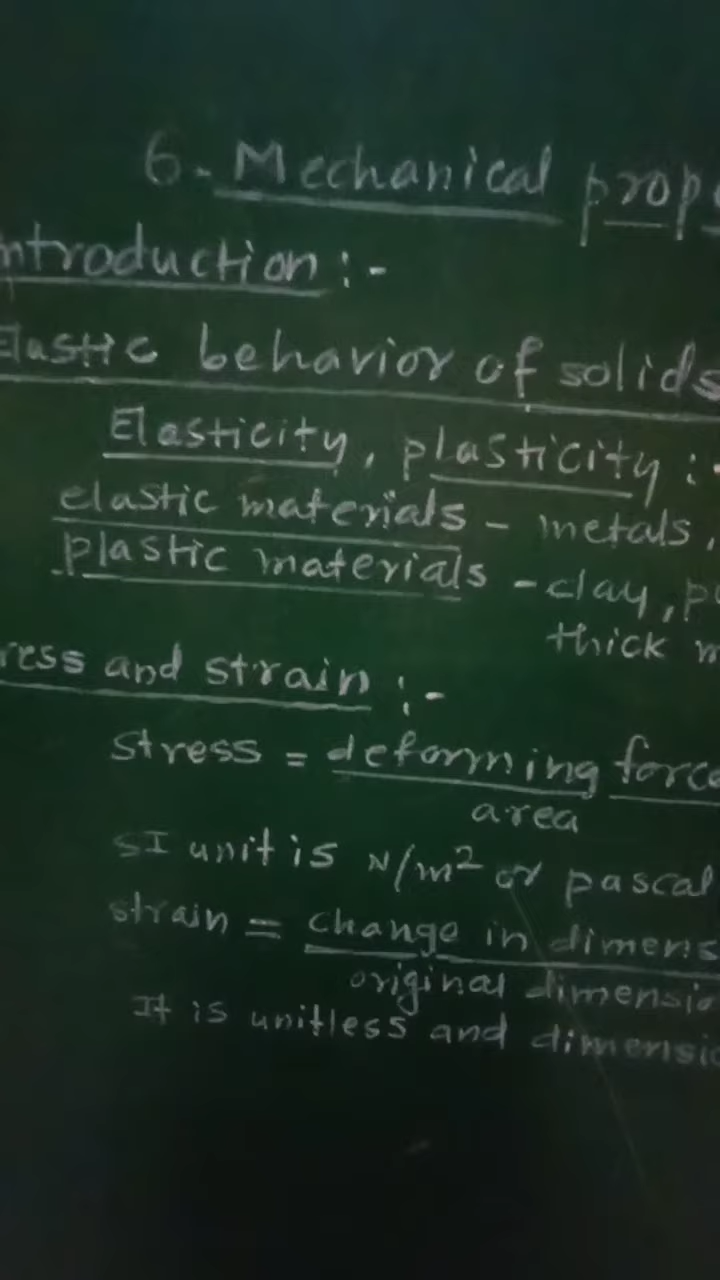 6. Mechanical prop
ntroduction :-
Elastic behavior of solids
Elasticity, plasticity :-
elastic materials - metals,
plastic materials - clay, pu
thick m
ress and strain :-
stress = deforming force
area
SI unit is N/m² or pascal
strain = change in dimens
original dimensio
It is unitless and dimensio